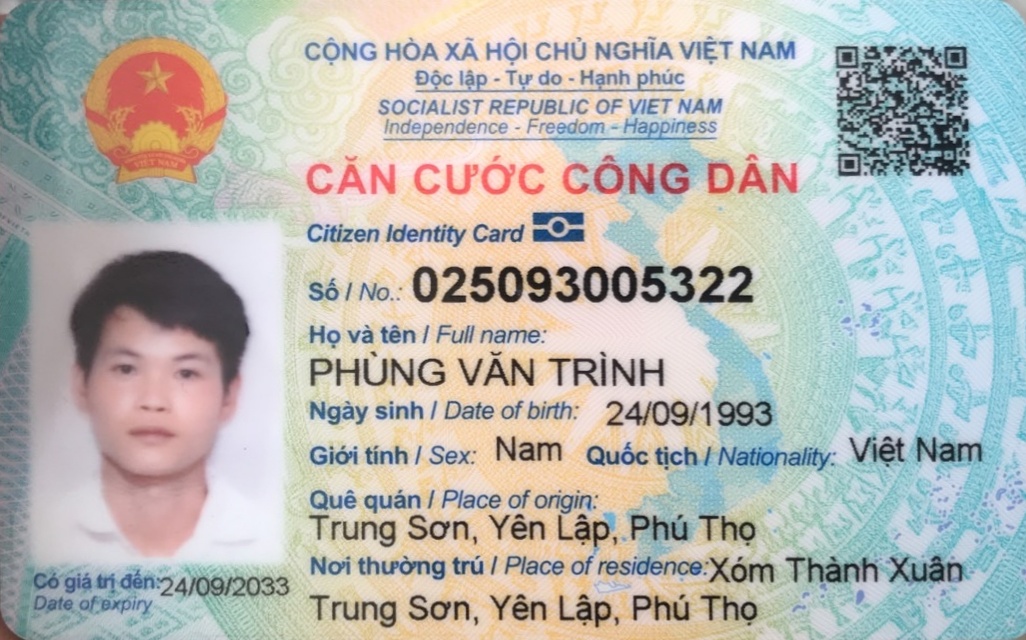 CỘNG HÒA XÃ HỘI CHỦ NGHĨA VIỆT NAM
Độc lập - Tự do - Hạnh phúc
SOCIALIST REPUBLIC OF VIET NAM
Independence - Freedom - Happiness
CĂN CƯỚC CÔNG DÂN
Citizen Identity Card
Số / No.: 025093005322
Họ và tên / Full name:
PHÙNG VĂN TRÌNH
Ngày sinh / Date of birth: 24/09/1993
Giới tính / Sex: Nam Quốc tịch / Nationality: Việt Nam
Quê quán / Place of origin:
Trung Sơn, Yên Lập, Phú Thọ
Nơi thường trú / Place of residence: Xóm Thành Xuân
Trung Sơn, Yên Lập, Phú Thọ
Có giá trị đến: 24/09/2033
Date of expiry
VIỆT NAM